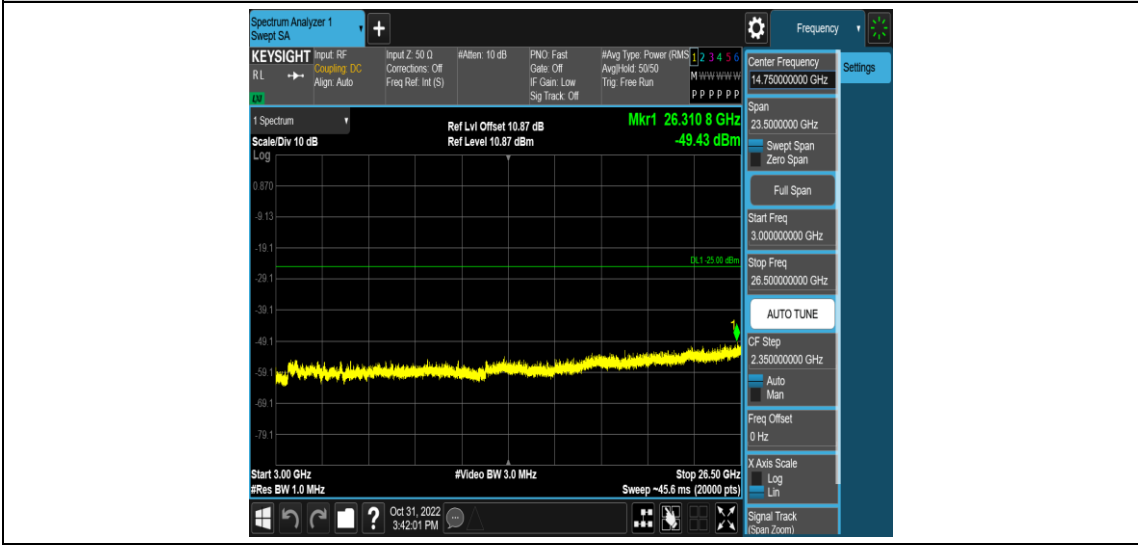 Spectrum Analyzer 1
Swept SA
+
Frequency
KEYSIGHT
RL
Input: RF
Coupling: DC
Align: Auto
Input Z: 50 Ω
Corrections: Off
Freq Ref: Int (S)
#Atten: 10 dB
PNO: Fast
Gate: Off
IF Gain: Low
Sig Track: Off
#Avg Type: Power (RMS
Avg|Hold: 50/50
Trig: Free Run
1 2 3 4 5 6
M W W W W W
P P P P P P
1 Spectrum
Scale/Div 10 dB
Log
Ref Lvl Offset 10.87 dB
Ref Level 10.87 dBm
Mkr1 26.310 8 GHz
-49.43 dBm
0.870
-9.13
-19.1
-29.1
-39.1
-49.1
-59.1
-69.1
-79.1
DL1 -25.00 dBm
1
Start 3.00 GHz
#Res BW 1.0 MHz
#Video BW 3.0 MHz
Stop 26.50 GHz
Sweep ~45.6 ms (20000 pts)
?
Oct 31, 2022
3:42:01 PM
Center Frequency
14.750000000 GHz
Settings
Span
23.5000000 GHz
Swept Span
Zero Span
Full Span
Start Freq
3.000000000 GHz
Stop Freq
26.500000000 GHz
AUTO TUNE
CF Step
2.350000000 GHz
Auto
Man
Freq Offset
0 Hz
X Axis Scale
Log
Lin
Signal Track
(Span Zoom)